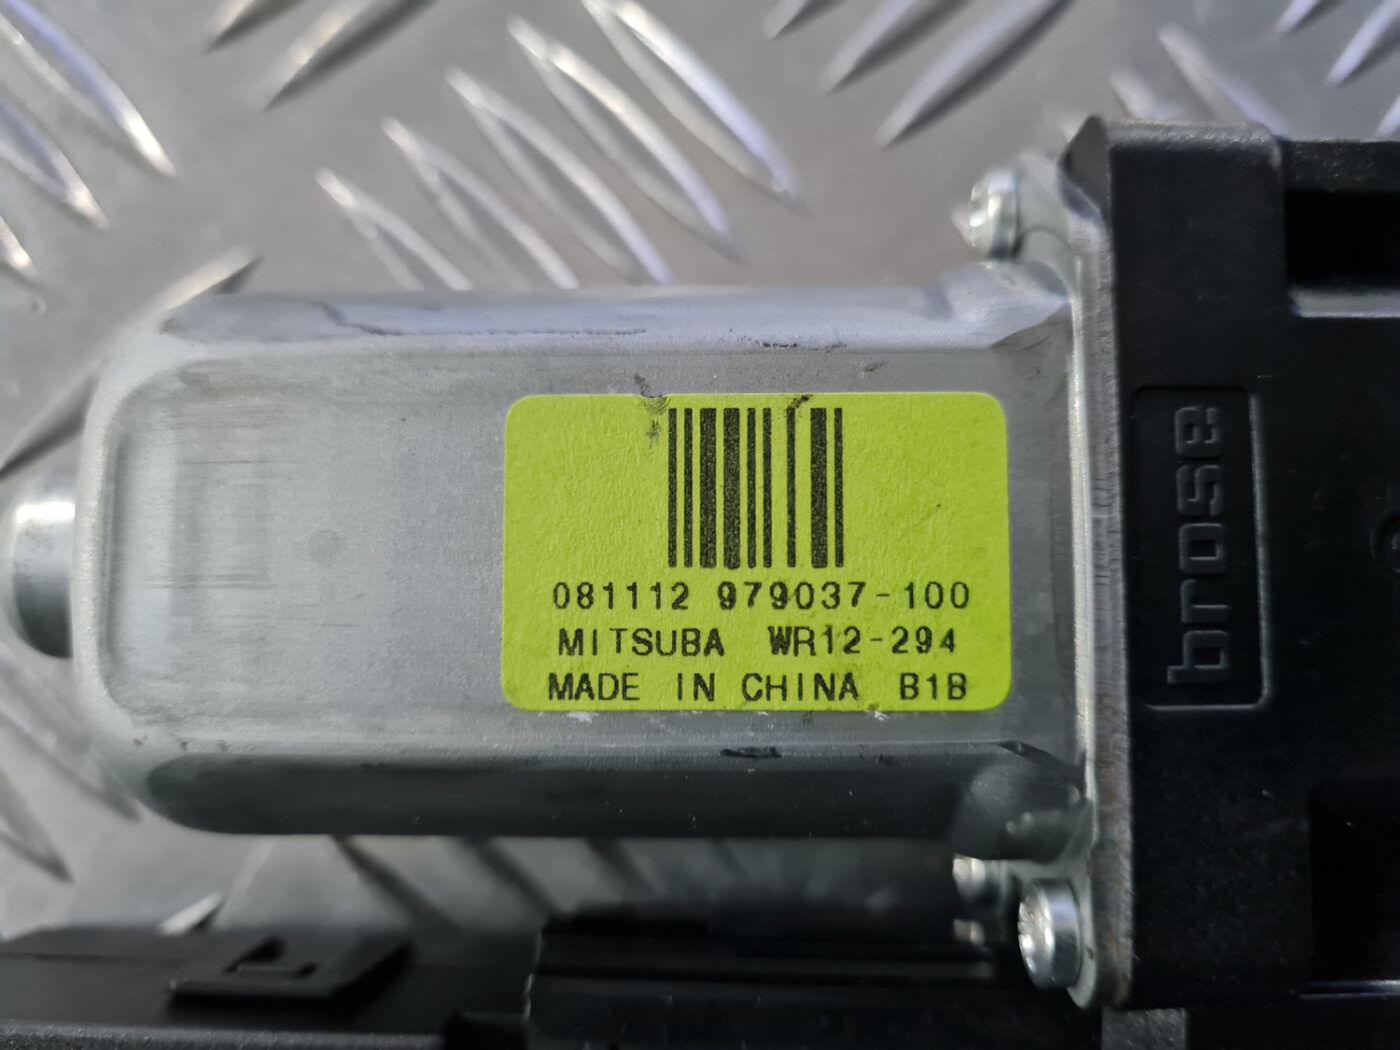 081112 979037-100
MITSUBA WR12-294
MADE IN CHINA B1B
brose